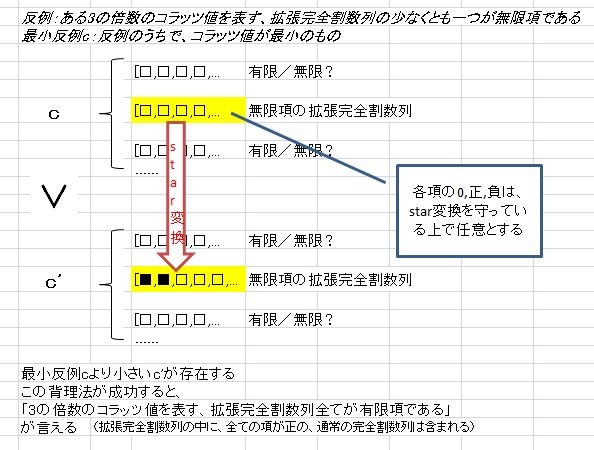 反例:ある3の倍数のコラッツ値を表す、拡張完全割数列の少なくとも一つが無限項である
最小反例c:反例のうちで、コラッツ値が最小のもの
[□,□,□,□,... 有限/無限?
c
[□,□,□,□,... 無限項の拡張完全割数列
[□,□,□,□,... 有限/無限?
......
star変換
各項の0,正,負は、
star変換を守ってい
る上で任意とする
∨
[□,□,□,□,... 有限/無限?
c´
[■,■,□,□,□,... 無限項の拡張完全割数列
[□,□,□,□,... 有限/無限?
......
最小反例cより小さいc´が存在する
この背理法が成功すると、
「3の倍数のコラッツ値を表す、拡張完全割数列全てが有限項である」
が言える (拡張完全割数列の中に、全ての項が正の、通常の完全割数列は含まれる)